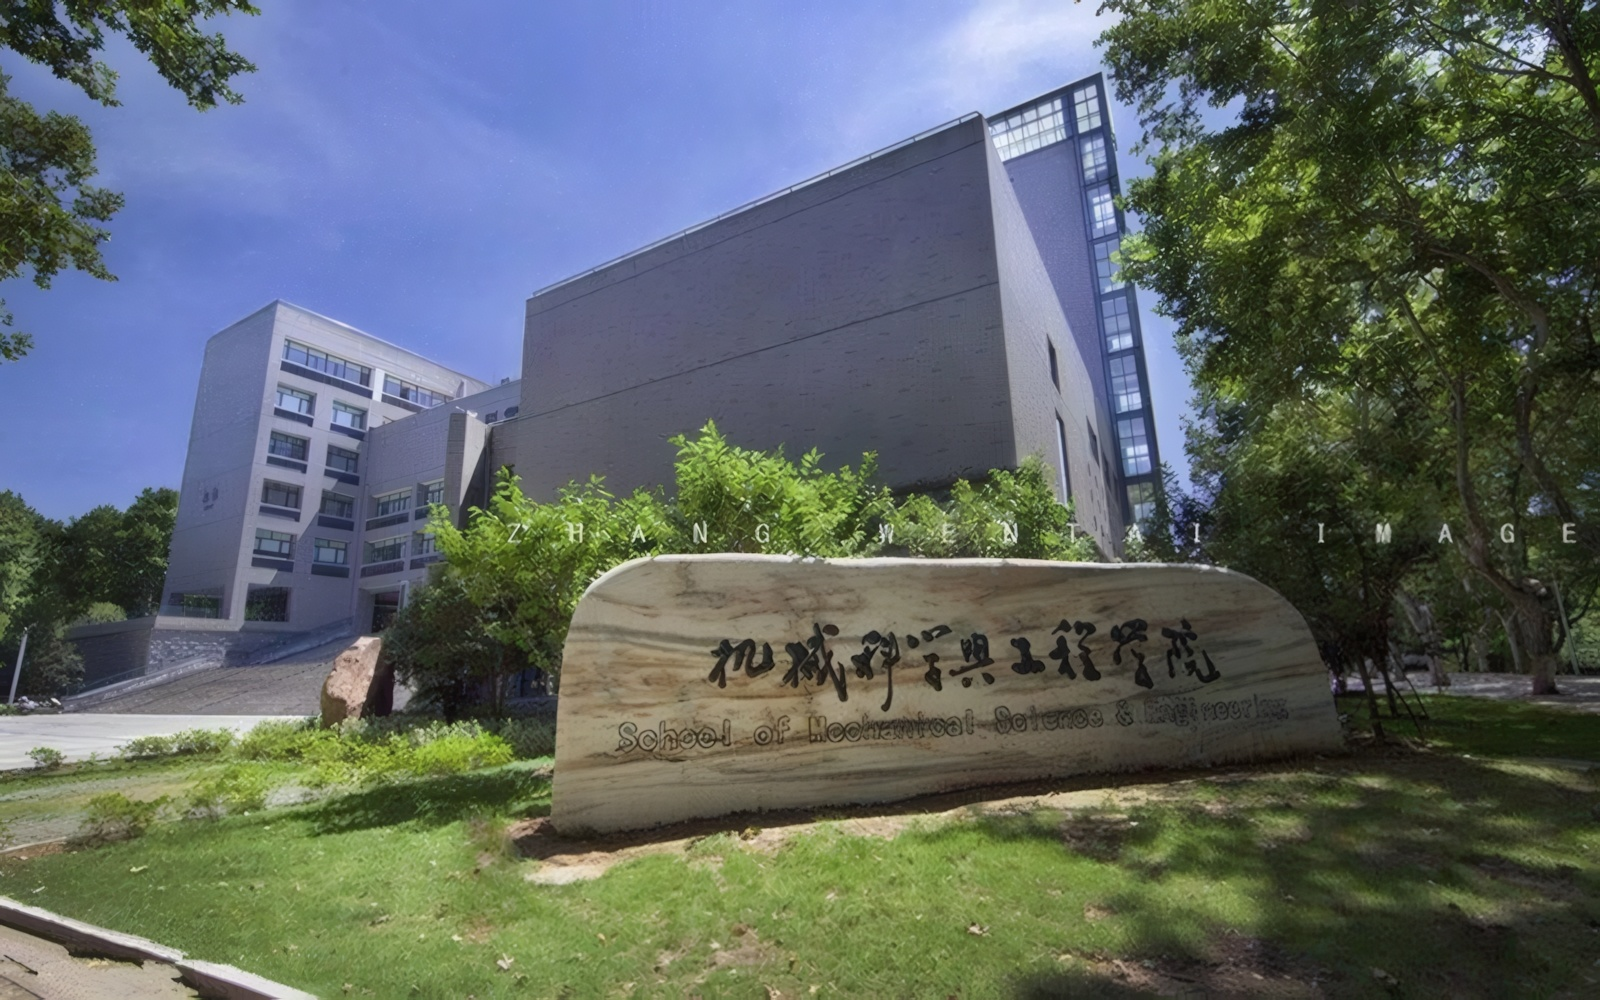 ZHANG WENTAI IMAGE
机械科学与工程学院
School of Mechanical Science & Engineering